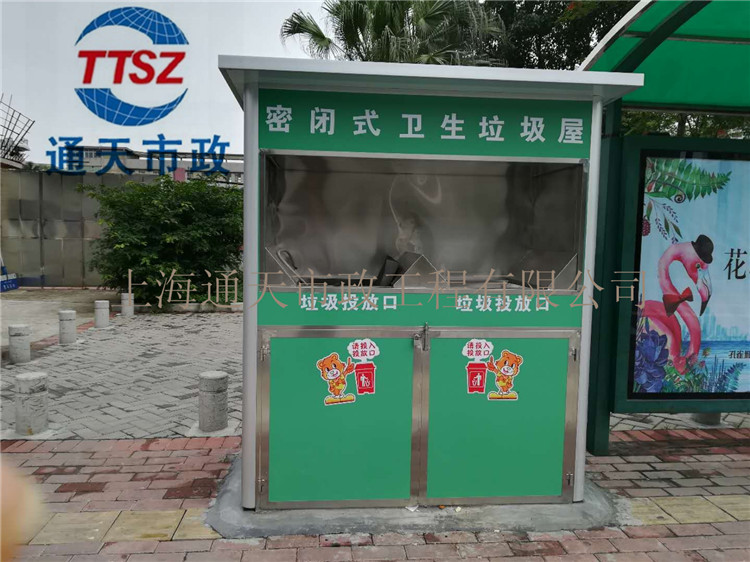 TTSZ
通天市政
密闭式卫生垃圾屋
上海通天市政工程有限公司
垃圾投放口
垃圾投放口
请投入
投放口
请投入
投放口
花